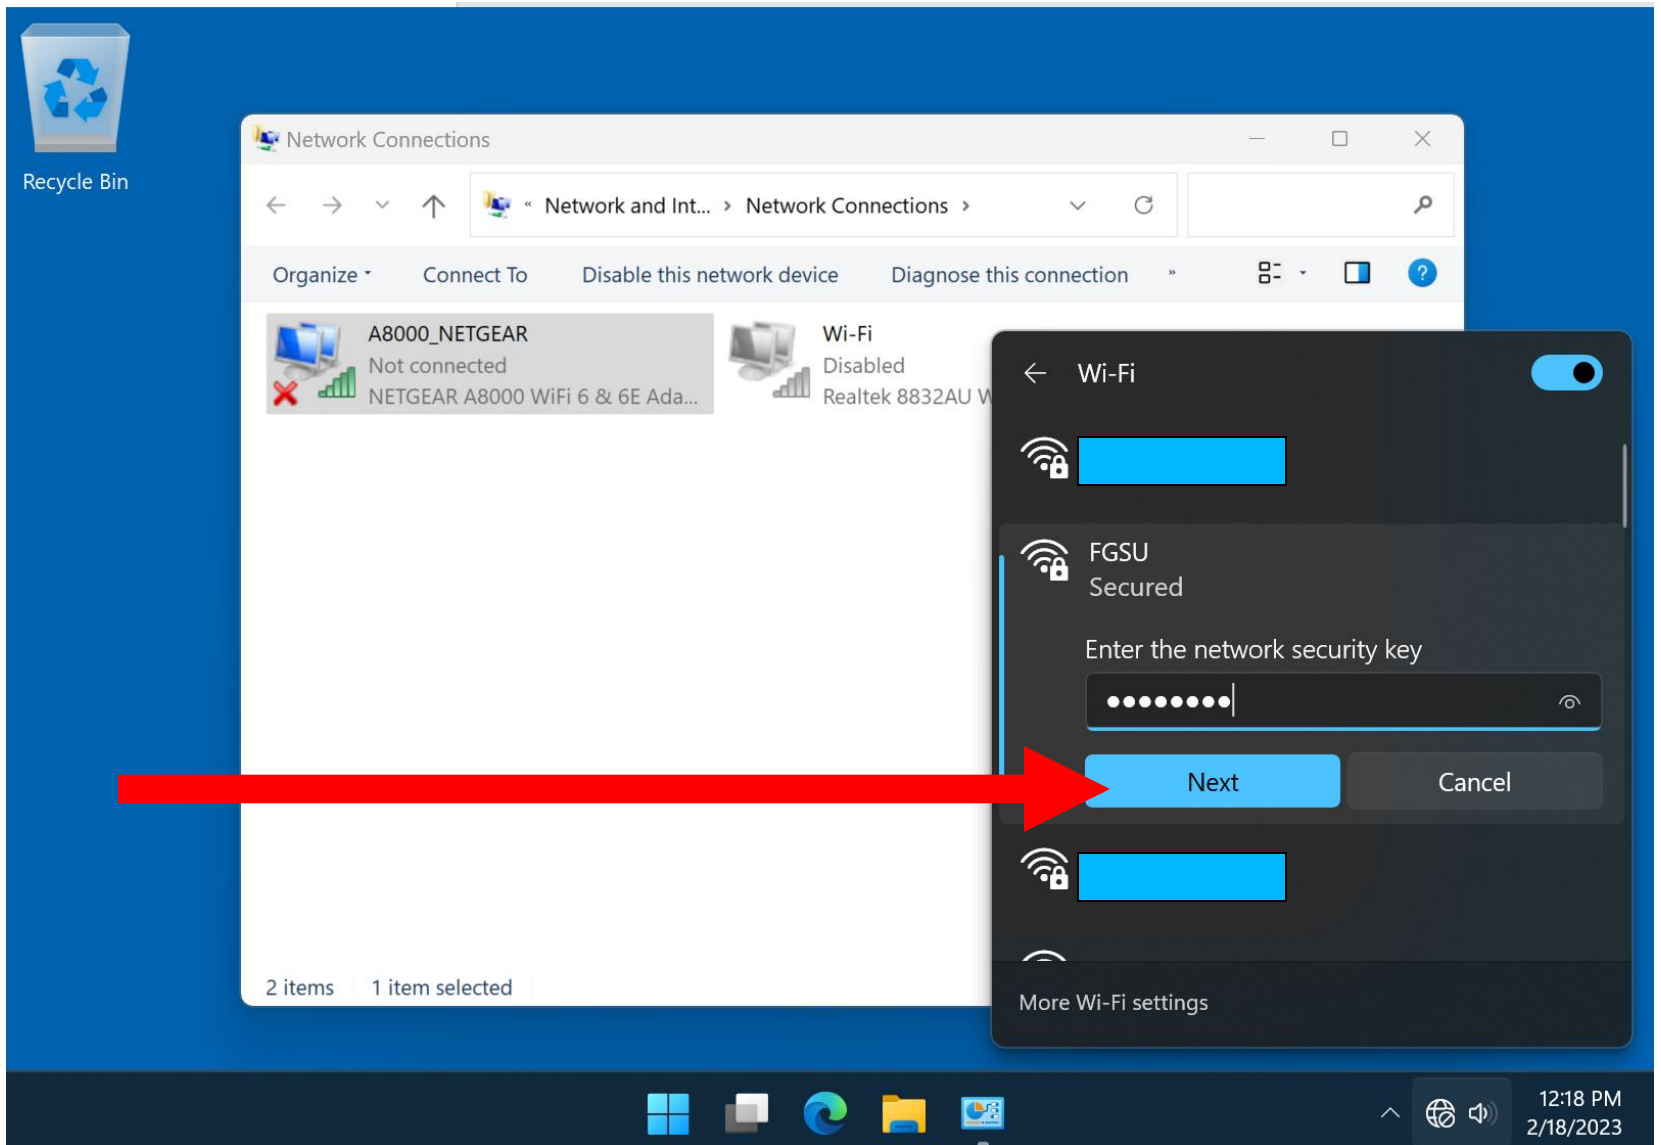 Recycle Bin
Network Connections
« Network and Int... > Network Connections >
Organize Connect To Disable this network device Diagnose this connection »
A8000_NETGEAR
Not connected
NETGEAR A8000 WiFi 6 & 6E Ada...
Wi-Fi
Disabled
Realtek 8832AU W
2 items 1 item selected
Wi-Fi
FGSU
Secured
Enter the network security key
Next Cancel
More Wi-Fi settings
12:18 PM
2/18/2023